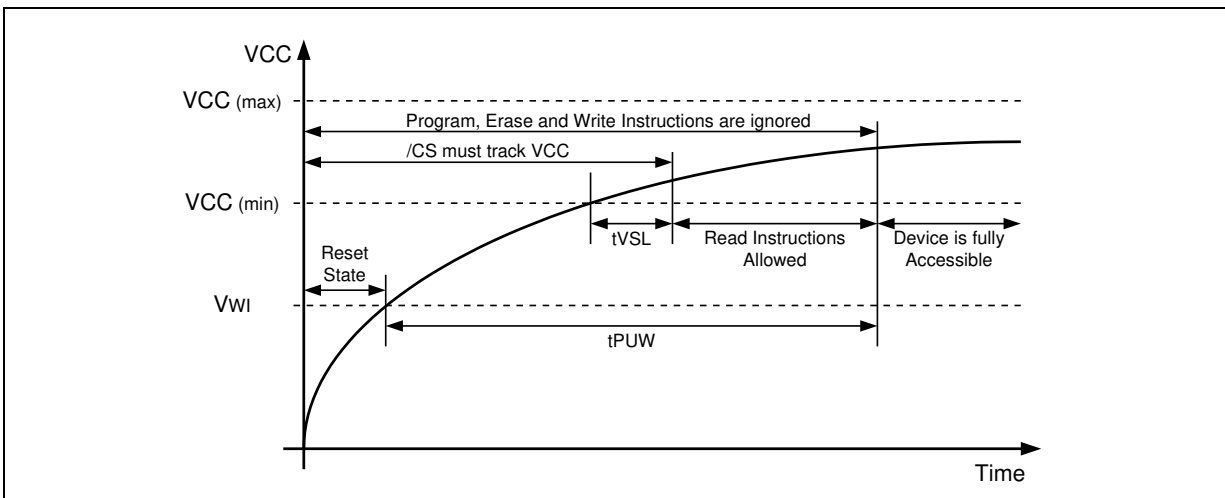 VCC
VCC (max)
Program, Erase and Write Instructions are ignored
/CS must track VCC
VCC (min)
tVSL
Read Instructions
Allowed
Device is fully
Accessible
Reset
State
VWI
tPUW
Time